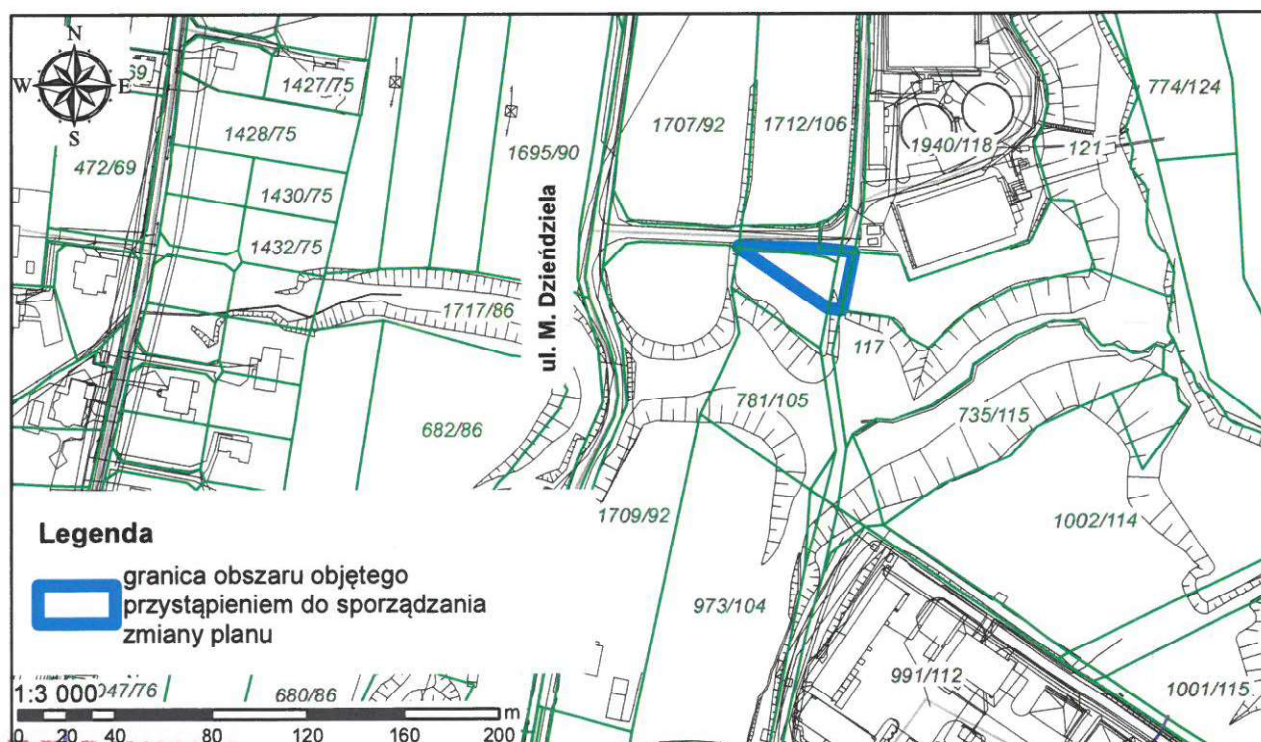 N
W
E
S
69
1427/75
1428/75
472/69
1430/75
1432/75
1695/90
1707/92
1712/106
1940/118
121
774/124
1717/86
ul. M. Dzieńdziela
117
781/105
735/115
682/86
1709/92
1002/114
973/104
991/112
1001/115
Legenda
granica obszaru objętego
przystąpieniem do sporządzania
zmiany planu
1:3 000
047/76
680/86
0 20 40 80 120 160 200 m